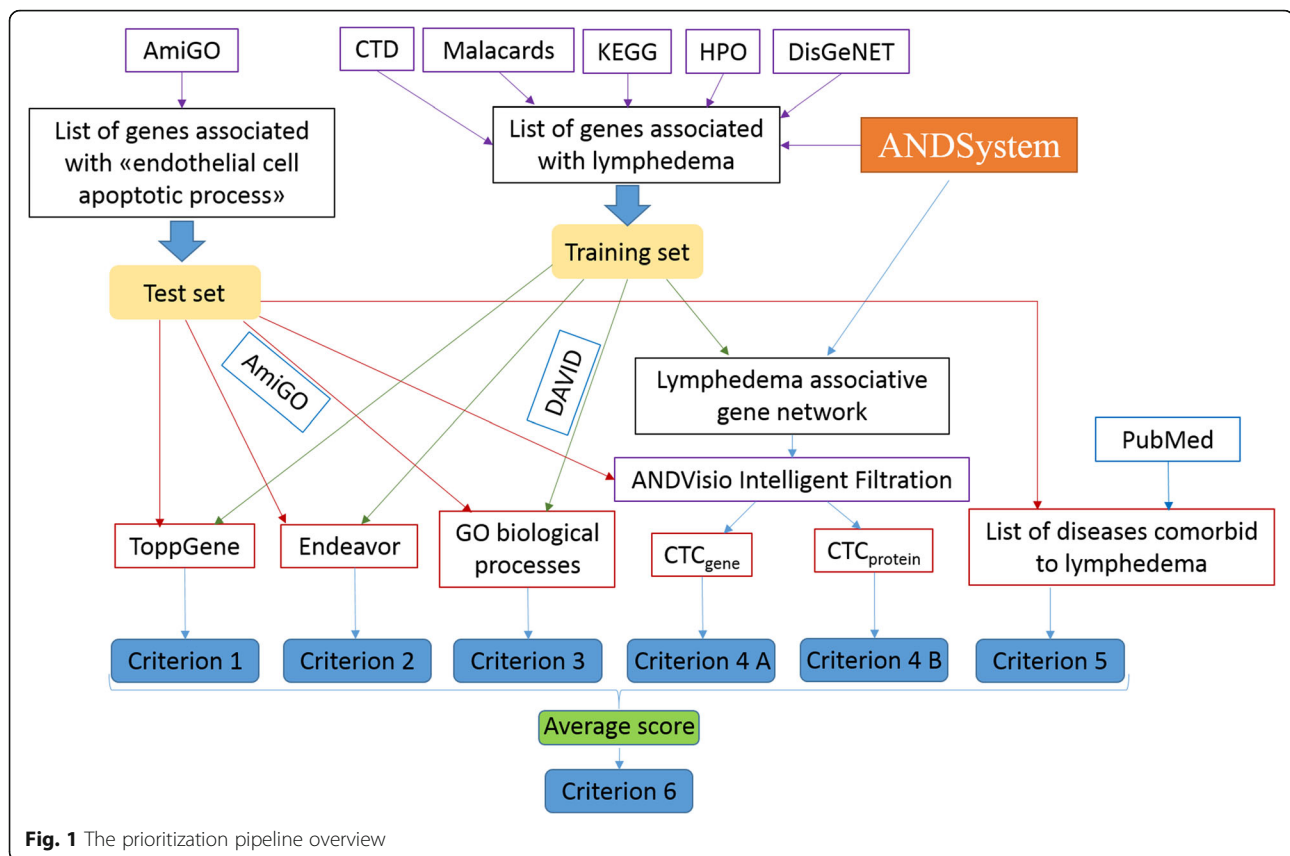 AmiGO
CTD
Malacards
KEGG
HPO
DisGeNET
List of genes associated
with «endothelial cell
apoptotic process»
List of genes associated
with lymphedema
ANDSystem
Training set
Test set
AmiGO
DAVID
Lymphedema associative
gene network
PubMed
ANDVisio Intelligent Filtration
ToppGene
Endeavor
GO biological
processes
CTCgene
CTCprotein
List of diseases comorbid
to lymphedema
Criterion 1
Criterion 2
Criterion 3
Criterion 4 A
Criterion 4 B
Criterion 5
Average score
Criterion 6
Fig. 1 The prioritization pipeline overview